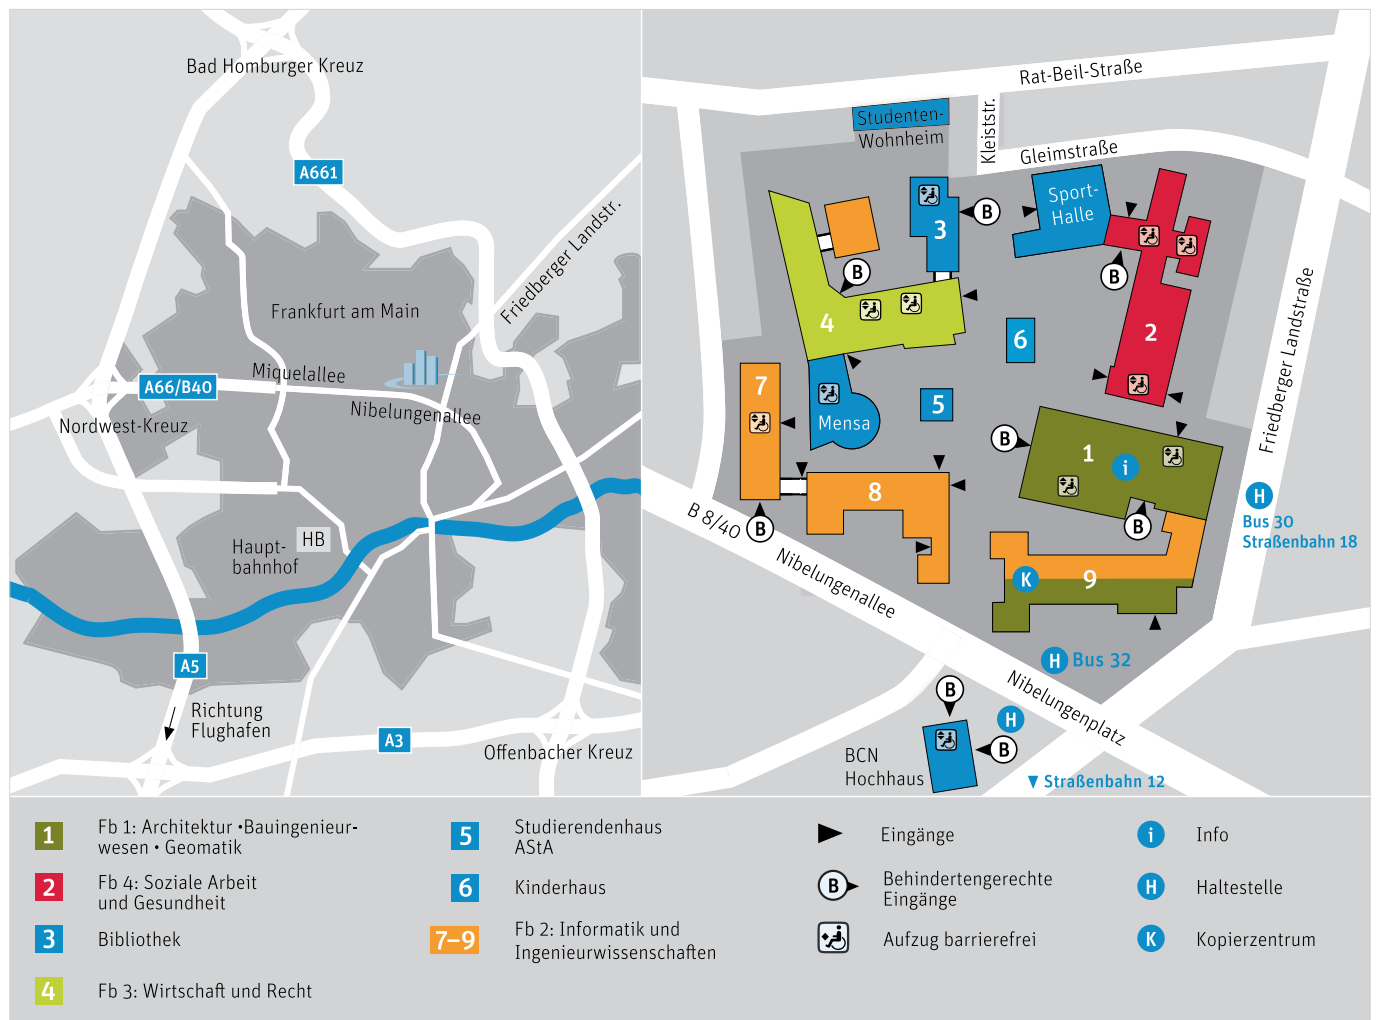 Bad Homburger Kreuz
A661
Friedberger Landstr.
Frankfurt am Main
Miquelallee
A66/B40
Nibelungenallee
Nordwest-Kreuz
HB
Haupt-
bahnhof
A5
Richtung
Flughafen
A3
Offenbacher Kreuz
Rat-Beil-Straße
Studenten-
Wohnheim
Kleiststr.
Gleimstraße
Sport-
Halle
3
B
B
B
4
6
2
Friedberger Landstraße
7
5
Mensa
B
1
i
8
H
Bus 30
Straßenbahn 18
B 8/40
B
B
Nibelungenallee
K
9
H Bus 32
B
Nibelungenplatz
H
B
BCN
Hochhaus
Straßenbahn 12
1 Fb 1: Architektur •Bauingenieur-
wesen • Geomatik
2 Fb 4: Soziale Arbeit
und Gesundheit
3 Bibliothek
4 Fb 3: Wirtschaft und Recht
5 Studierendenhaus
AStA
6 Kinderhaus
7–9 Fb 2: Informatik und
Ingenieurwissenschaften
Eingänge
B Behindertengerechte
Eingänge
Aufzug barrierefrei
i Info
H Haltestelle
K Kopierzentrum